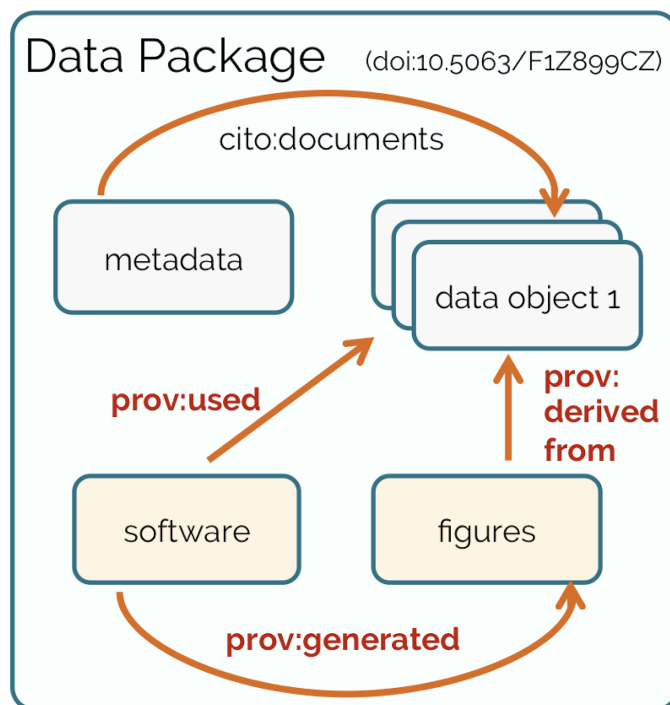 Data Package (doi:10.5063/F1Z899CZ)
cito:documents
metadata
data object 1
prov:used
prov:
derived
from
software
figures
prov:generated